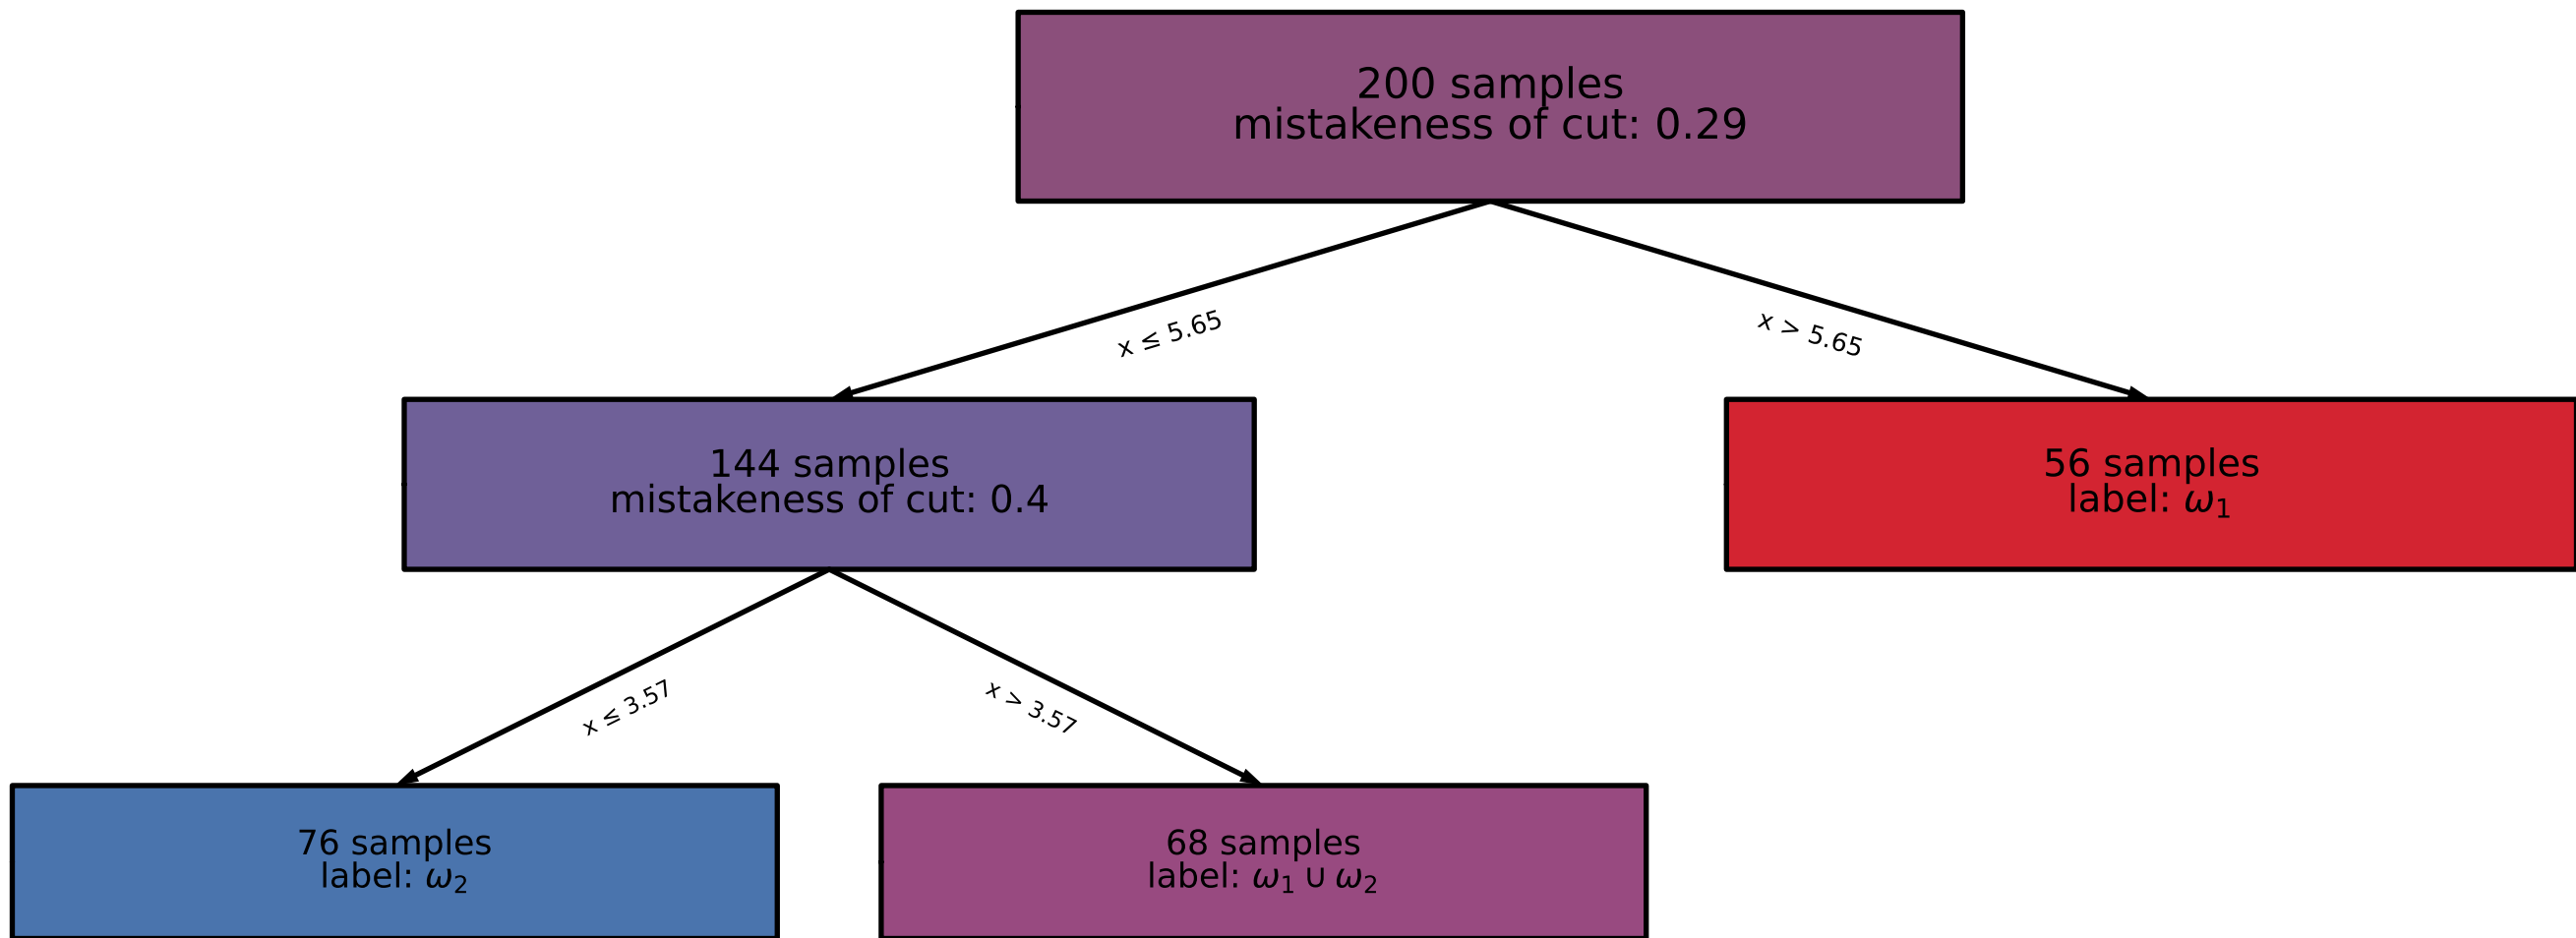 200 samples
mistakeness of cut: 0.29
x ≤ 5.65
x > 5.65
144 samples
mistakeness of cut: 0.4
56 samples
label: ω₁
x ≤ 3.57
x > 3.57
76 samples
label: ω₂
68 samples
label: ω₁ ∪ ω₂